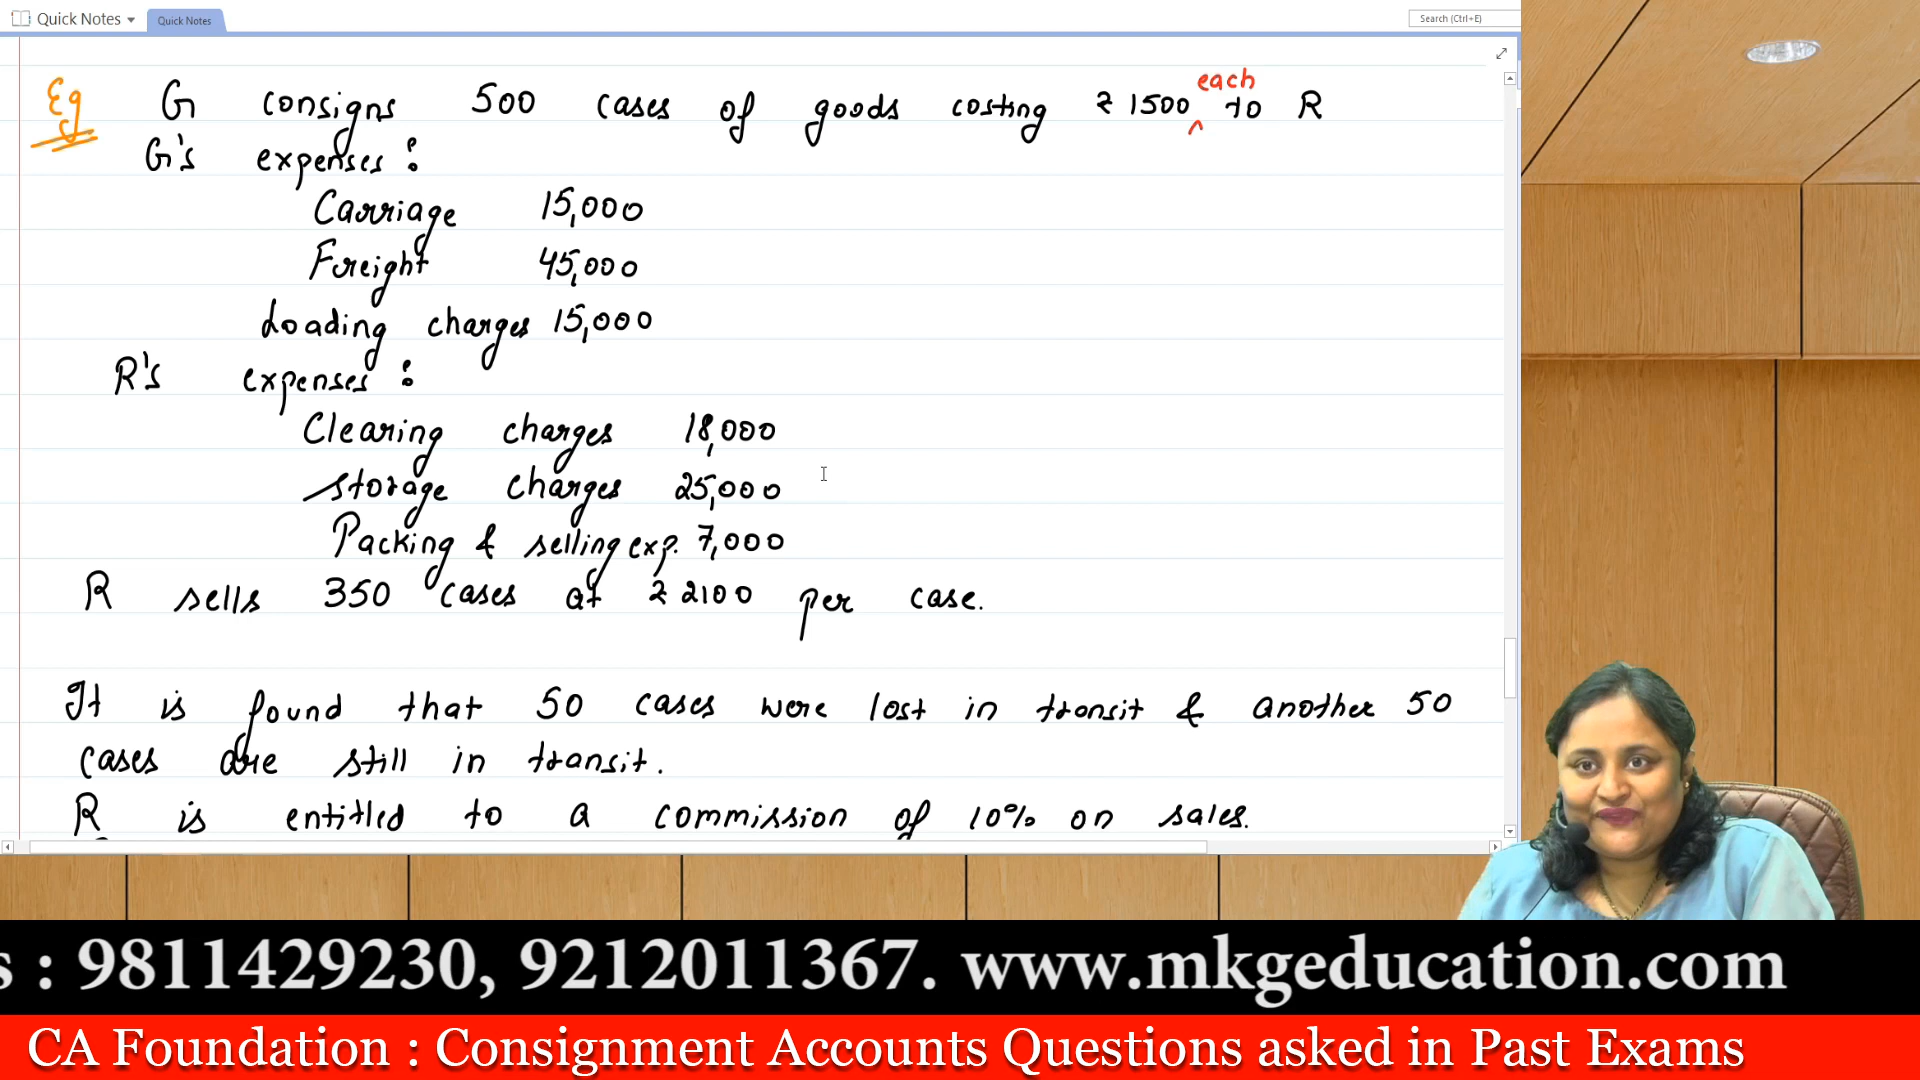 Quick Notes
Quick Notes
Search (Ctrl+E)
Eg G consigns 500 cases of goods costing ₹ 1500 ^ each to R
G's expenses :
Carriage 15,000
Freight 45,000
Loading charges 15,000
R's expenses :
Clearing charges 18,000
Storage charges 25,000
Packing & selling exp. 7,000
R sells 350 cases at ₹ 2100 per case.
It is found that 50 cases were lost in transit & another 50
cases are still in transit.
R is entitled to a commission of 10% on sales.
s : 9811429230, 9212011367. www.mkgeducation.com
CA Foundation : Consignment Accounts Questions asked in Past Exams